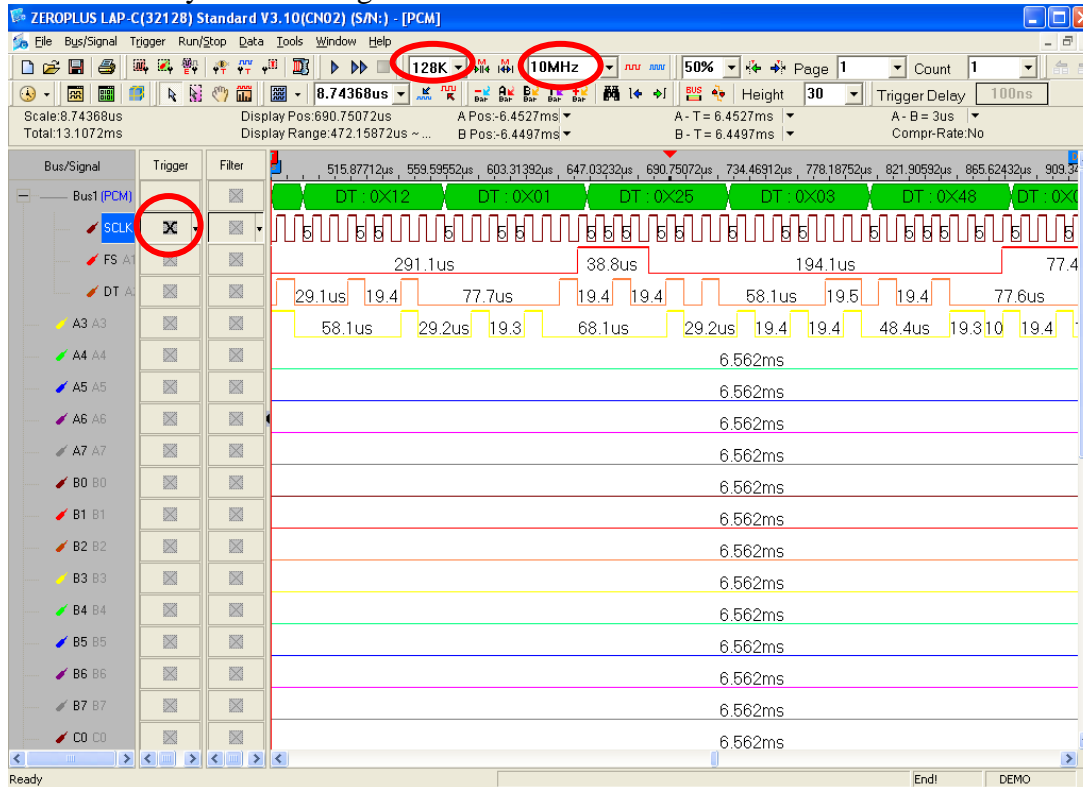 ZEROPLUS LAP-C(32128) Standard V3.10(CN02) (S/N:) - [PCM]
File Bus/Signal Trigger Run/Stop Data Tools Window Help
128K 10MHz 50% Page 1 Count 1
8.74368us Height 30 Trigger Delay 100ns
Scale:8.74368us Display Pos:690.75072us A Pos:-6.4527ms A - T = 6.4527ms A - B = 3us
Total:13.1072ms Display Range:472.15872us ~ ... B Pos:-6.4497ms B - T = 6.4497ms Compr-Rate:No
Bus/Signal Trigger Filter 515.87712us 559.59552us 603.31392us 647.03232us 690.75072us 734.46912us 778.18752us 821.90592us 865.62432us 909.34
Bus1 (PCM) DT : 0X12 DT : 0X01 DT : 0X25 DT : 0X03 DT : 0X48 DT : 0X0
SCLK
FS A1 291.1us 38.8us 194.1us 77.4
DT A 29.1us 19.4 77.7us 19.4 19.4 58.1us 19.5 19.4 77.6us
A3 A3 58.1us 29.2us 19.3 68.1us 29.2us 19.4 19.4 48.4us 19.3 10 19.4
A4 A4 6.562ms
A5 A5 6.562ms
A6 A6 6.562ms
A7 A7 6.562ms
B0 B0 6.562ms
B1 B1 6.562ms
B2 B2 6.562ms
B3 B3 6.562ms
B4 B4 6.562ms
B5 B5 6.562ms
B6 B6 6.562ms
B7 B7 6.562ms
C0 C0 6.562ms
Ready End! DEMO